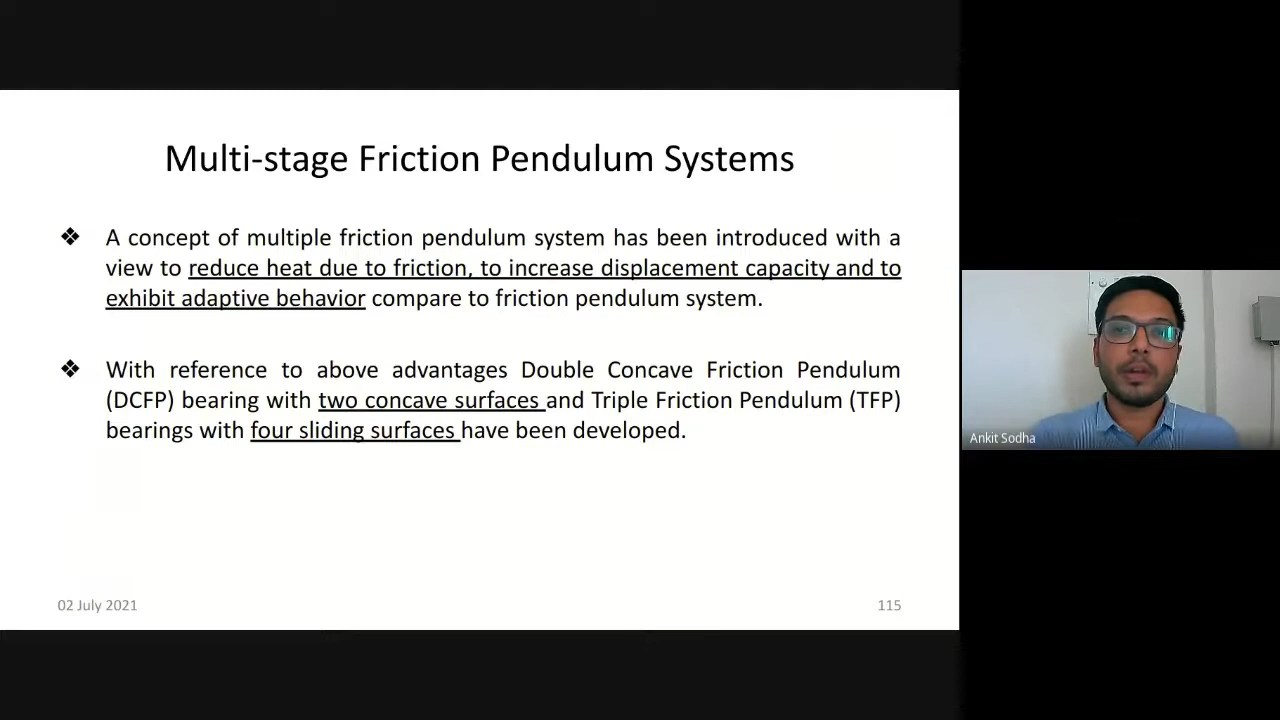 Multi-stage Friction Pendulum Systems
❖ A concept of multiple friction pendulum system has been introduced with a
view to reduce heat due to friction, to increase displacement capacity and to
exhibit adaptive behavior compare to friction pendulum system.
❖ With reference to above advantages Double Concave Friction Pendulum
(DCFP) bearing with two concave surfaces and Triple Friction Pendulum (TFP)
bearings with four sliding surfaces have been developed.
02 July 2021
115
Ankit Sodha